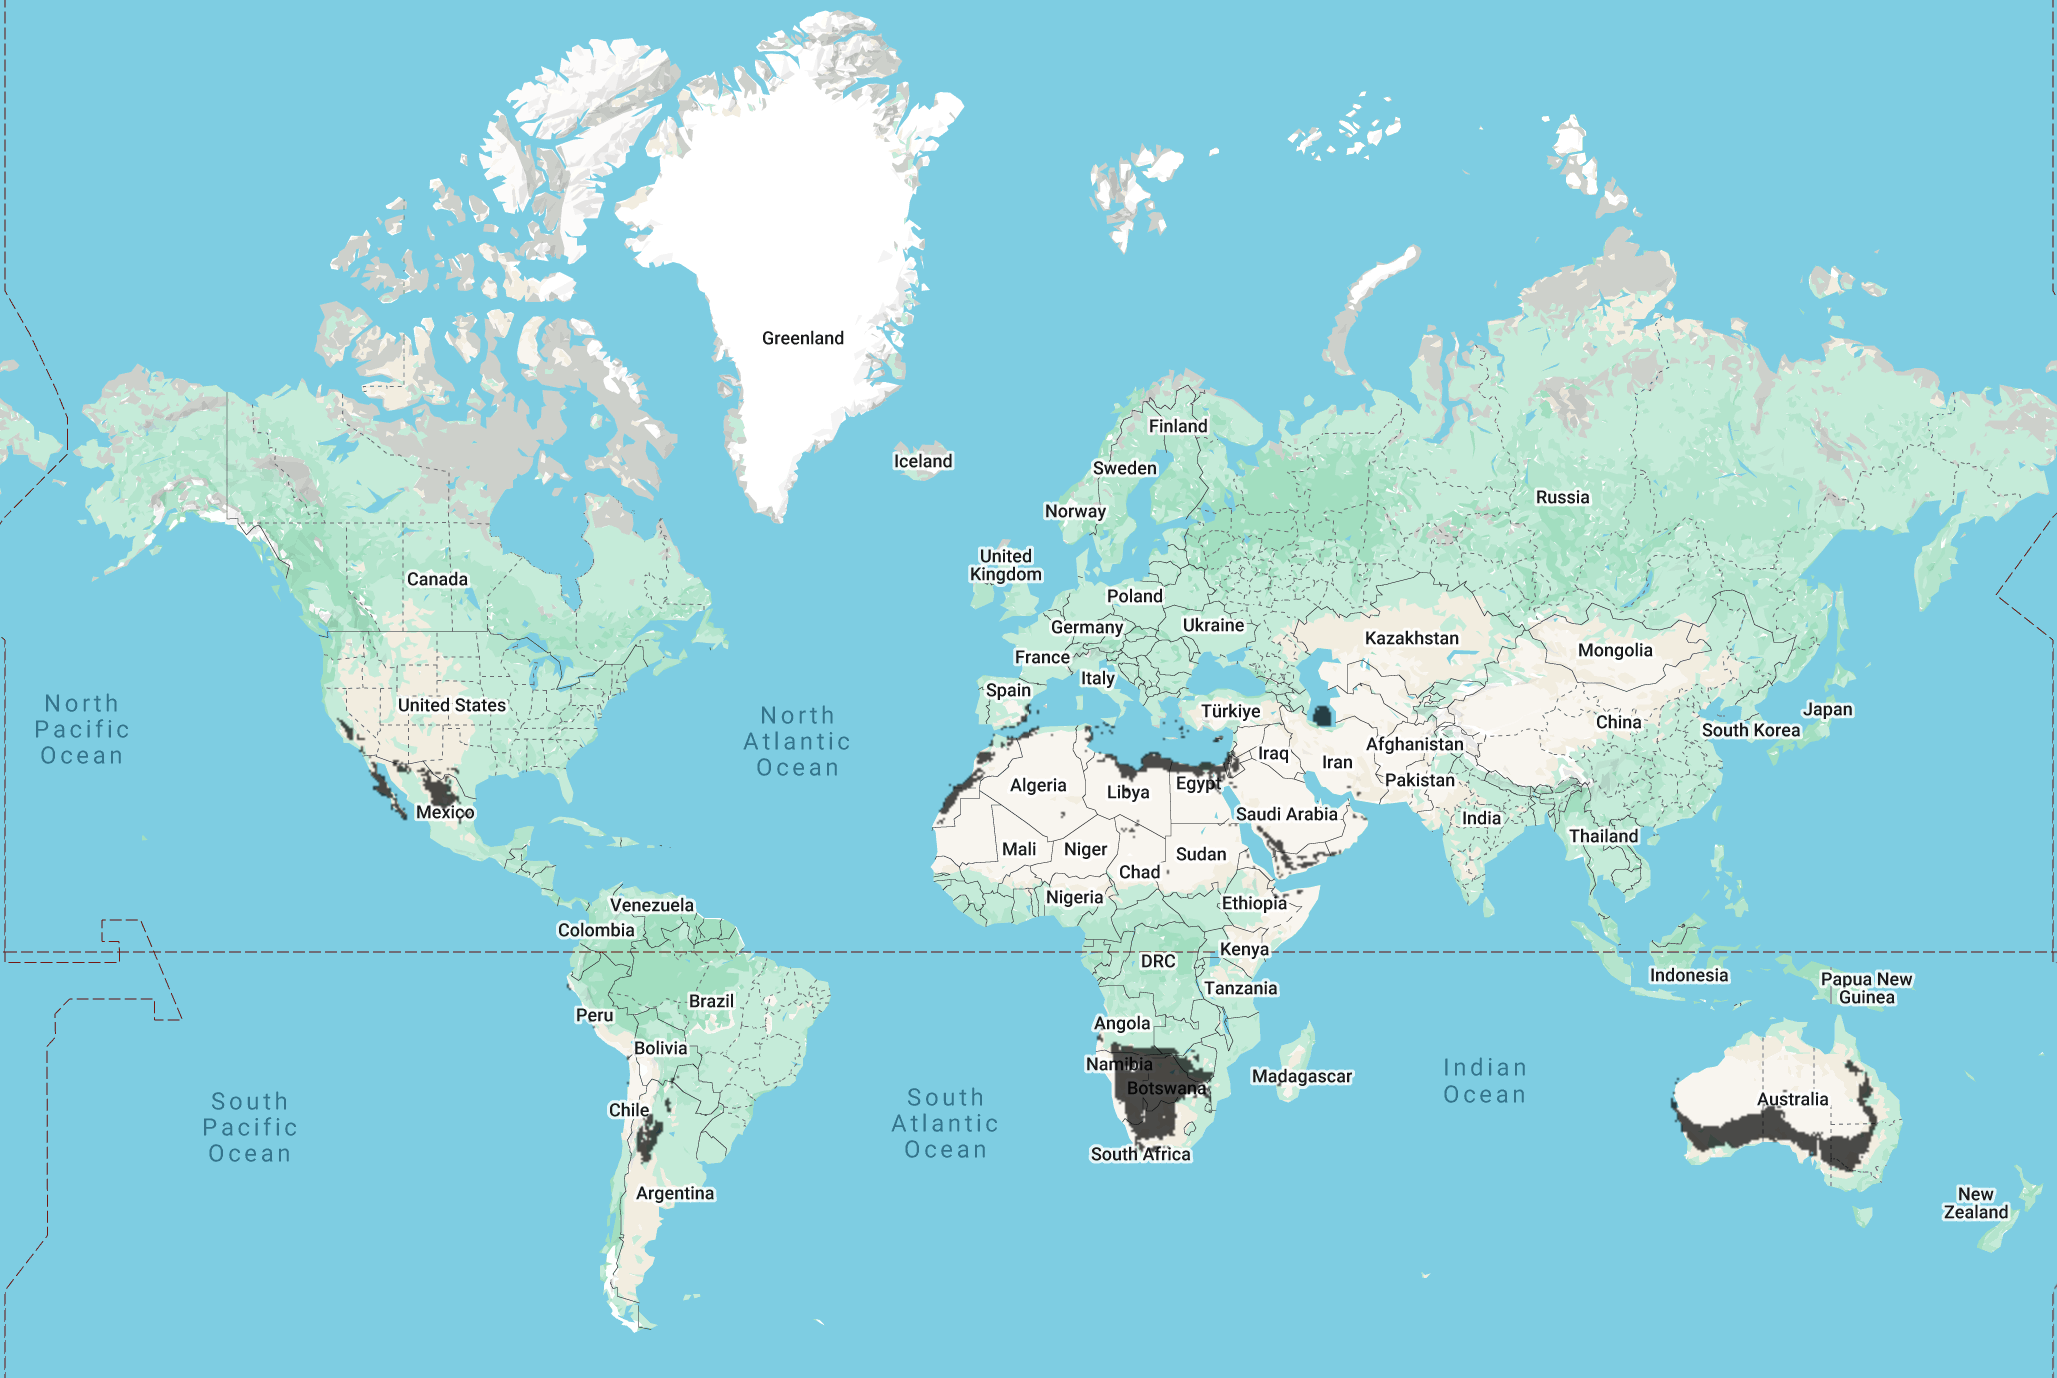 Greenland
Finland
Iceland
Sweden
Russia
Norway
United
Kingdom
Canada
Poland
Germany
Ukraine
Kazakhstan
Mongolia
France
Italy
Spain
United States
Türkiye
China
Japan
South Korea
North
Pacific
Ocean
North
Atlantic
Ocean
Iraq
Iran
Afghanistan
Pakistan
Algeria
Libya
Egypt
Saudi Arabia
India
Thailand
Mexico
Mali
Niger
Chad
Sudan
Nigeria
Ethiopia
Venezuela
Colombia
Kenya
DRC
Tanzania
Indonesia
Papua New
Guinea
Brazil
Peru
Angola
Bolivia
Namibia
Botswana
Madagascar
Indian
Ocean
Australia
Chile
South
Pacific
Ocean
South
Atlantic
Ocean
South Africa
Argentina
New
Zealand